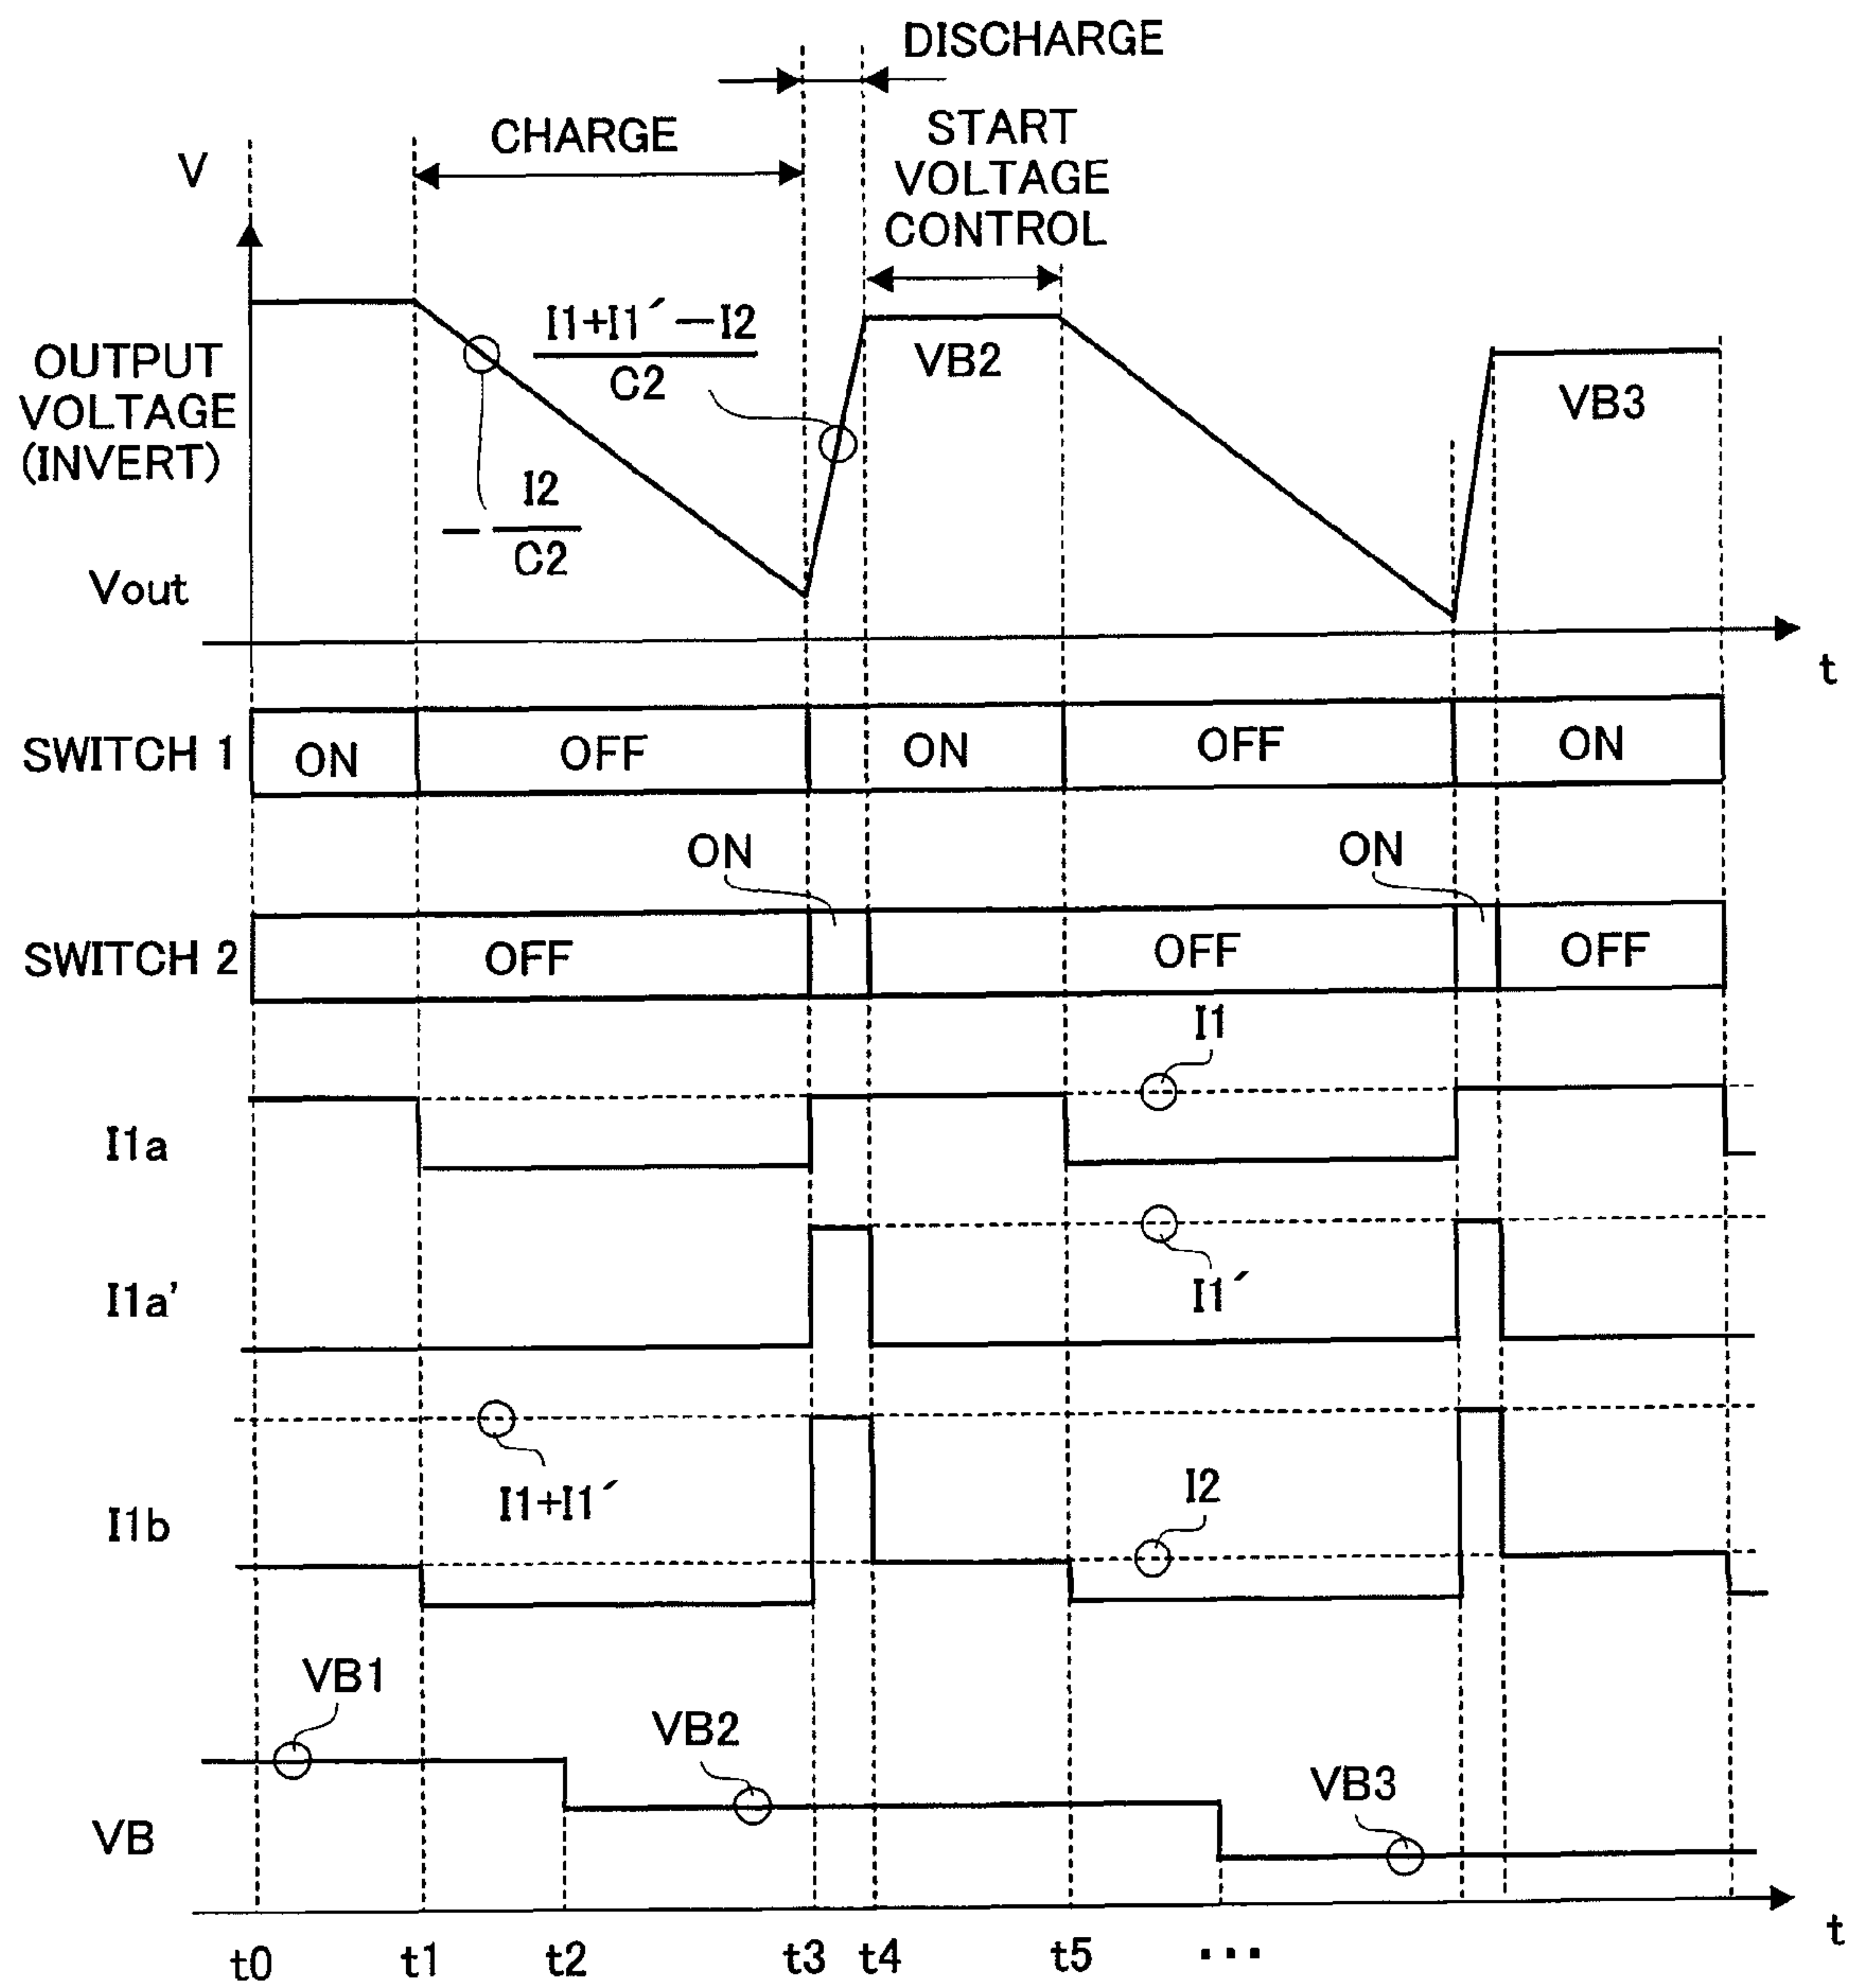 DISCHARGE
CHARGE
START
VOLTAGE
CONTROL
V
OUTPUT
VOLTAGE
(INVERT)
I1+I1´−I2
C2
VB2
VB3
− I2
C2
Vout
t
SWITCH 1
ON
OFF
ON
OFF
ON
ON
ON
SWITCH 2
OFF
OFF
OFF
I1
I1a
I1´
I1a'
I1+I1´
I2
I1b
VB1
VB2
VB3
VB
t
t0
t1
t2
t3
t4
t5
...